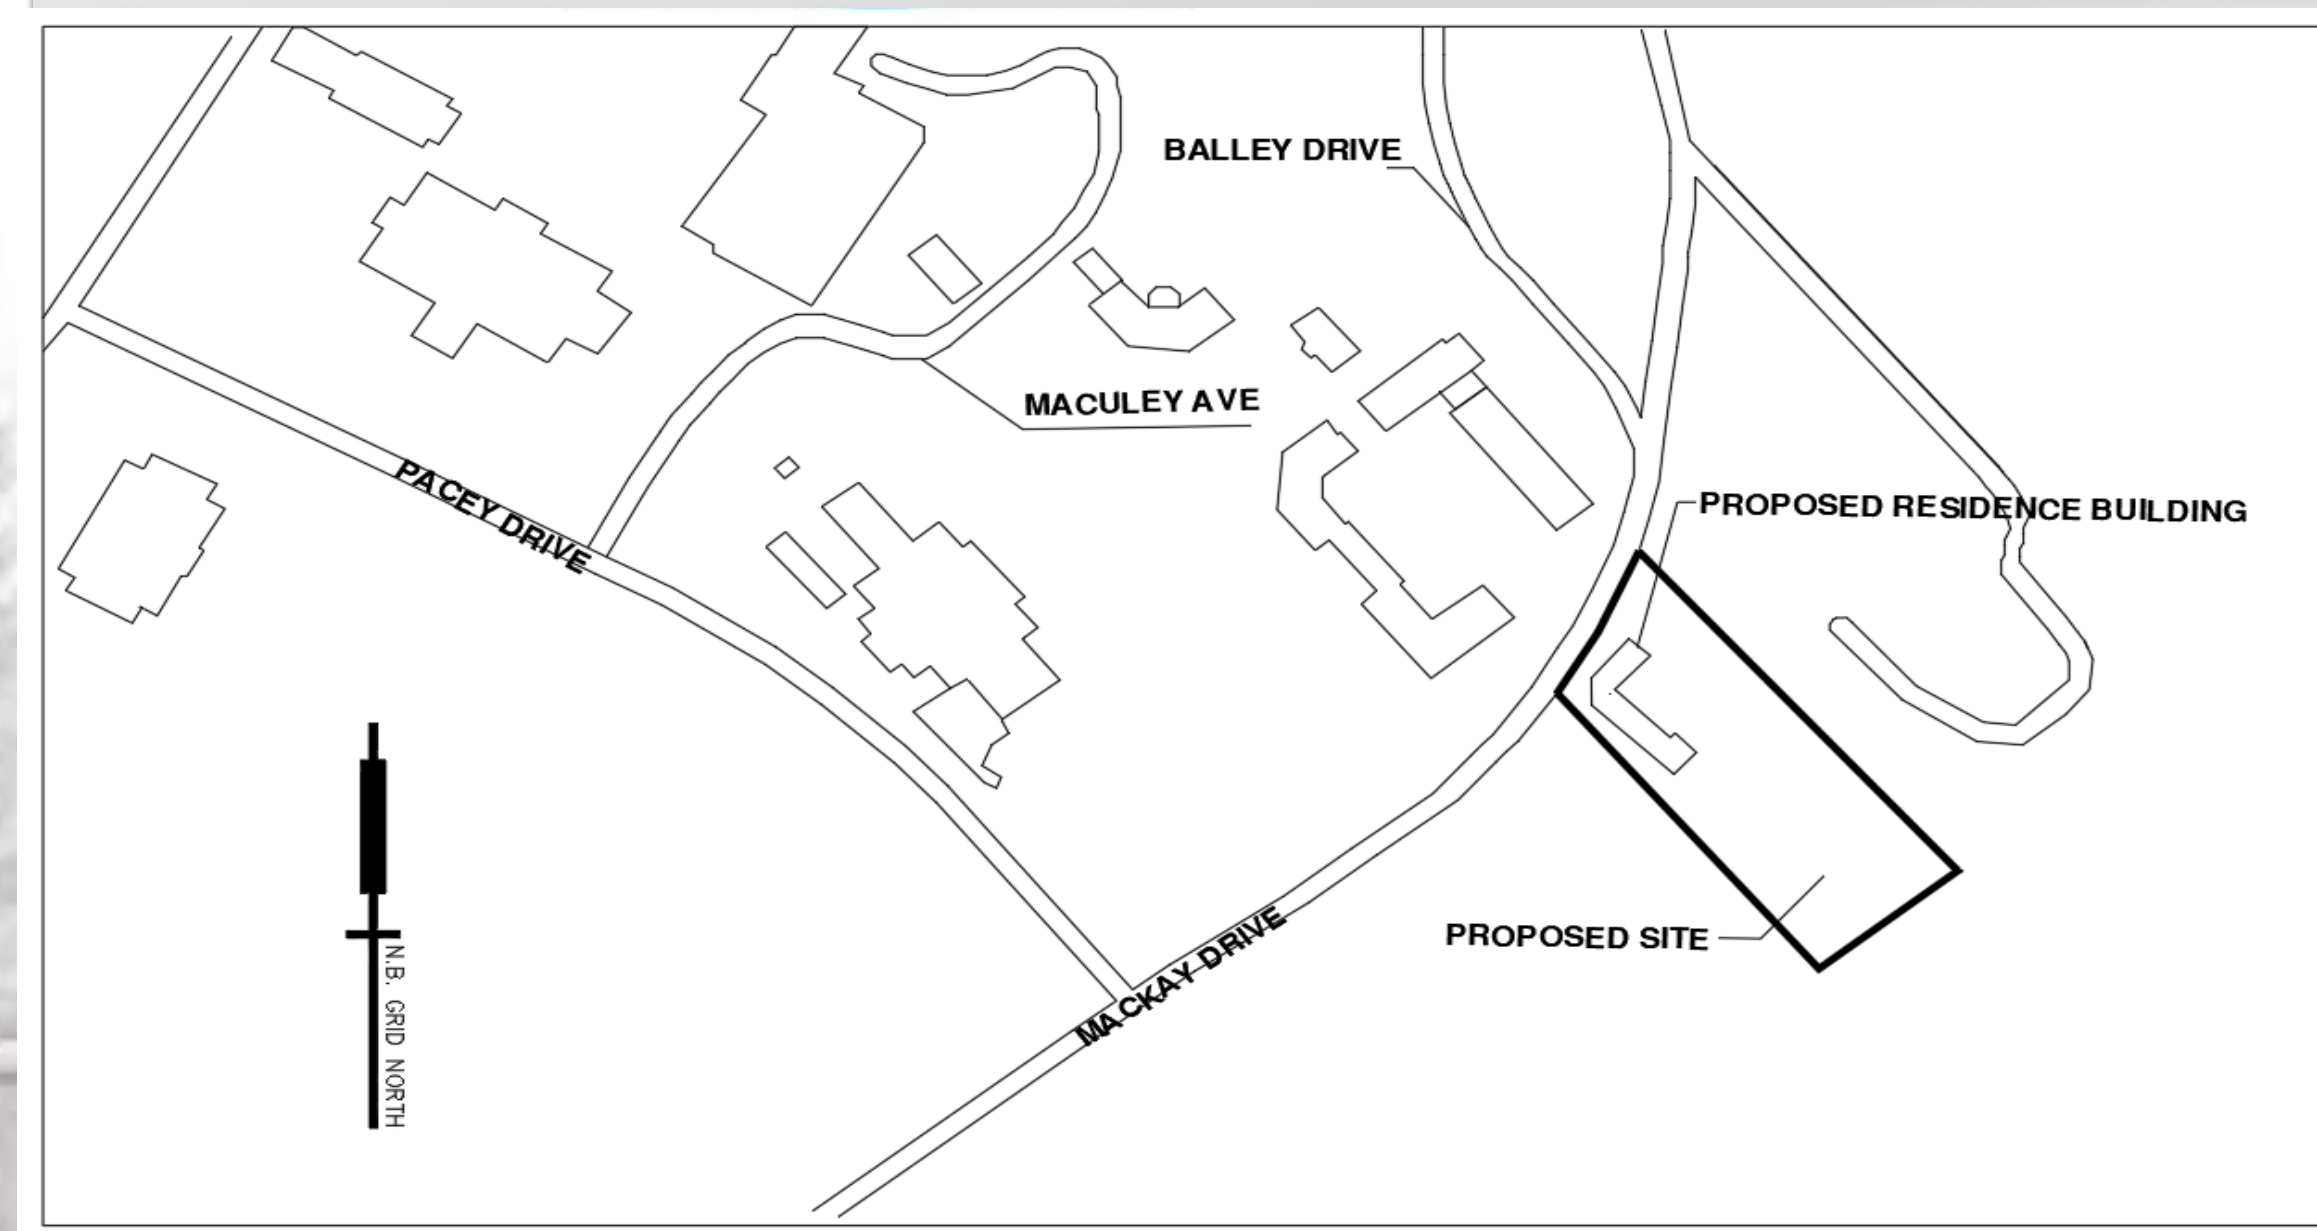 BALLEY DRIVE
MACULEY AVE
PACEY DRIVE
PROPOSED RESIDENCE BUILDING
PROPOSED SITE
MACKAY DRIVE
N.B. GRID NORTH